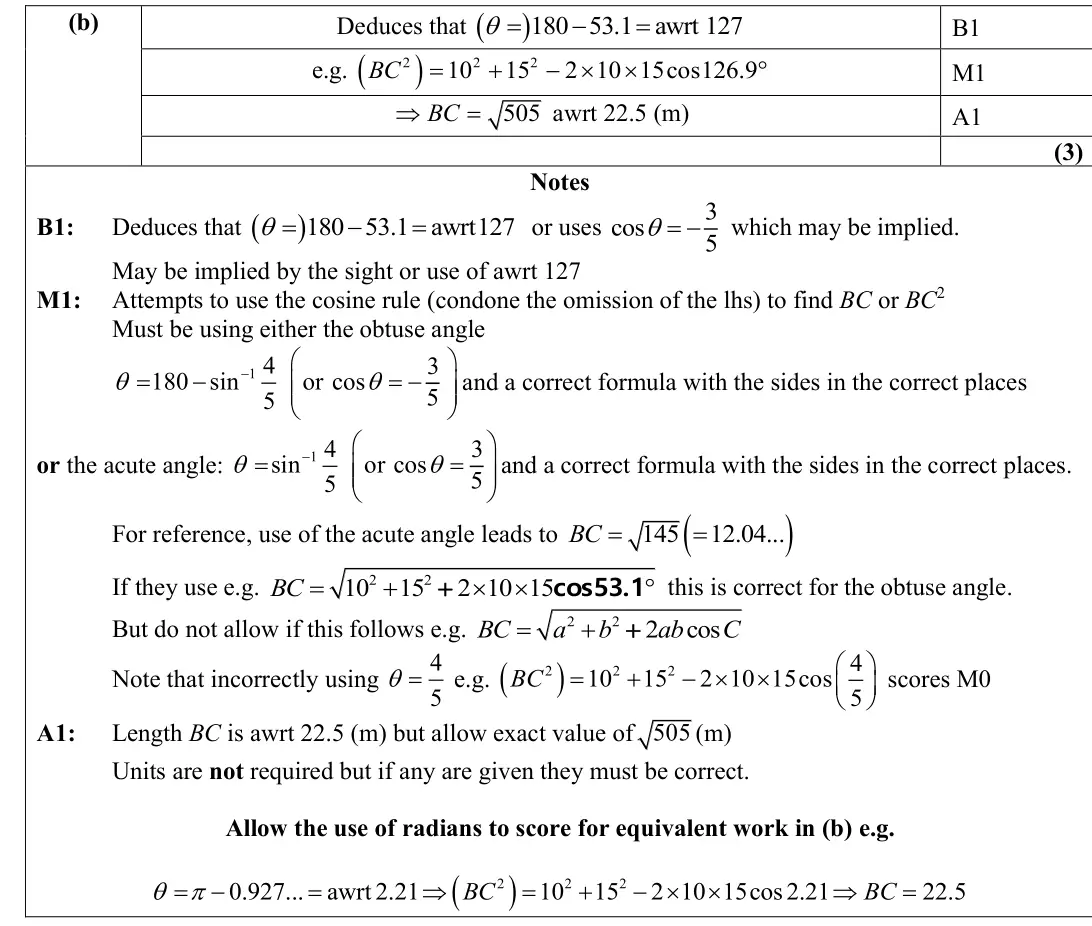 (b) Deduces that (θ =)180 − 53.1 = awrt 127 B1
e.g. (BC²) = 10² + 15² − 2×10×15cos126.9° M1
⇒ BC = √505 awrt 22.5 (m) A1
(3)
Notes
B1: Deduces that (θ =)180 − 53.1 = awrt127 or uses cosθ = −3/5 which may be implied.
May be implied by the sight or use of awrt 127
M1: Attempts to use the cosine rule (condone the omission of the lhs) to find BC or BC²
Must be using either the obtuse angle
θ =180 − sin⁻¹ 4/5 (or cosθ = −3/5) and a correct formula with the sides in the correct places
or the acute angle: θ = sin⁻¹ 4/5 (or cosθ = 3/5) and a correct formula with the sides in the correct places.
For reference, use of the acute angle leads to BC = √145 (= 12.04...)
If they use e.g. BC = √(10² + 15² + 2×10×15cos53.1°) this is correct for the obtuse angle.
But do not allow if this follows e.g. BC = √(a² + b² + 2ab cos C)
Note that incorrectly using θ = 4/5 e.g. (BC²) = 10² + 15² − 2×10×15cos(4/5) scores M0
A1: Length BC is awrt 22.5 (m) but allow exact value of √505 (m)
Units are not required but if any are given they must be correct.
Allow the use of radians to score for equivalent work in (b) e.g.
θ = π − 0.927... = awrt 2.21 ⇒ (BC²) = 10² + 15² − 2×10×15cos 2.21 ⇒ BC = 22.5